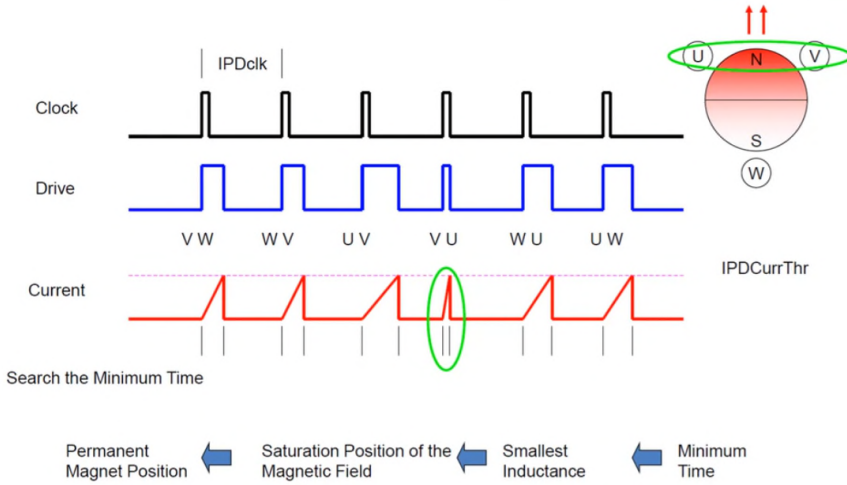 IPDclk
U
N
V
Clock
S
W
Drive
V W
W V
U V
V U
W U
U W
IPDCurrThr
Current
Search the Minimum Time
Permanent
Magnet Position
Saturation Position of the
Magnetic Field
Smallest
Inductance
Minimum
Time